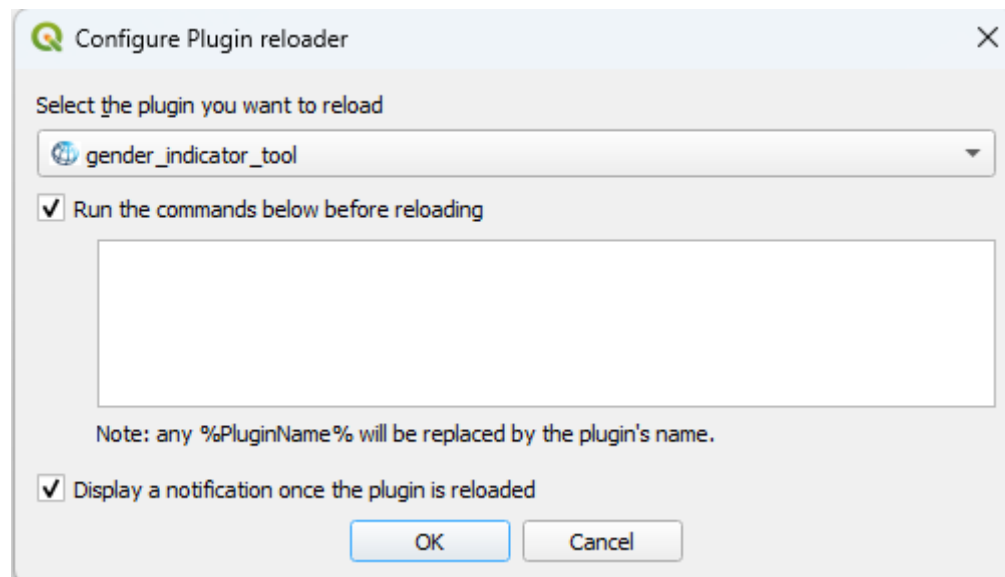 Configure Plugin reloader
Select the plugin you want to reload
gender_indicator_tool
Run the commands below before reloading
Note: any %PluginName% will be replaced by the plugin's name.
Display a notification once the plugin is reloaded
OK
Cancel